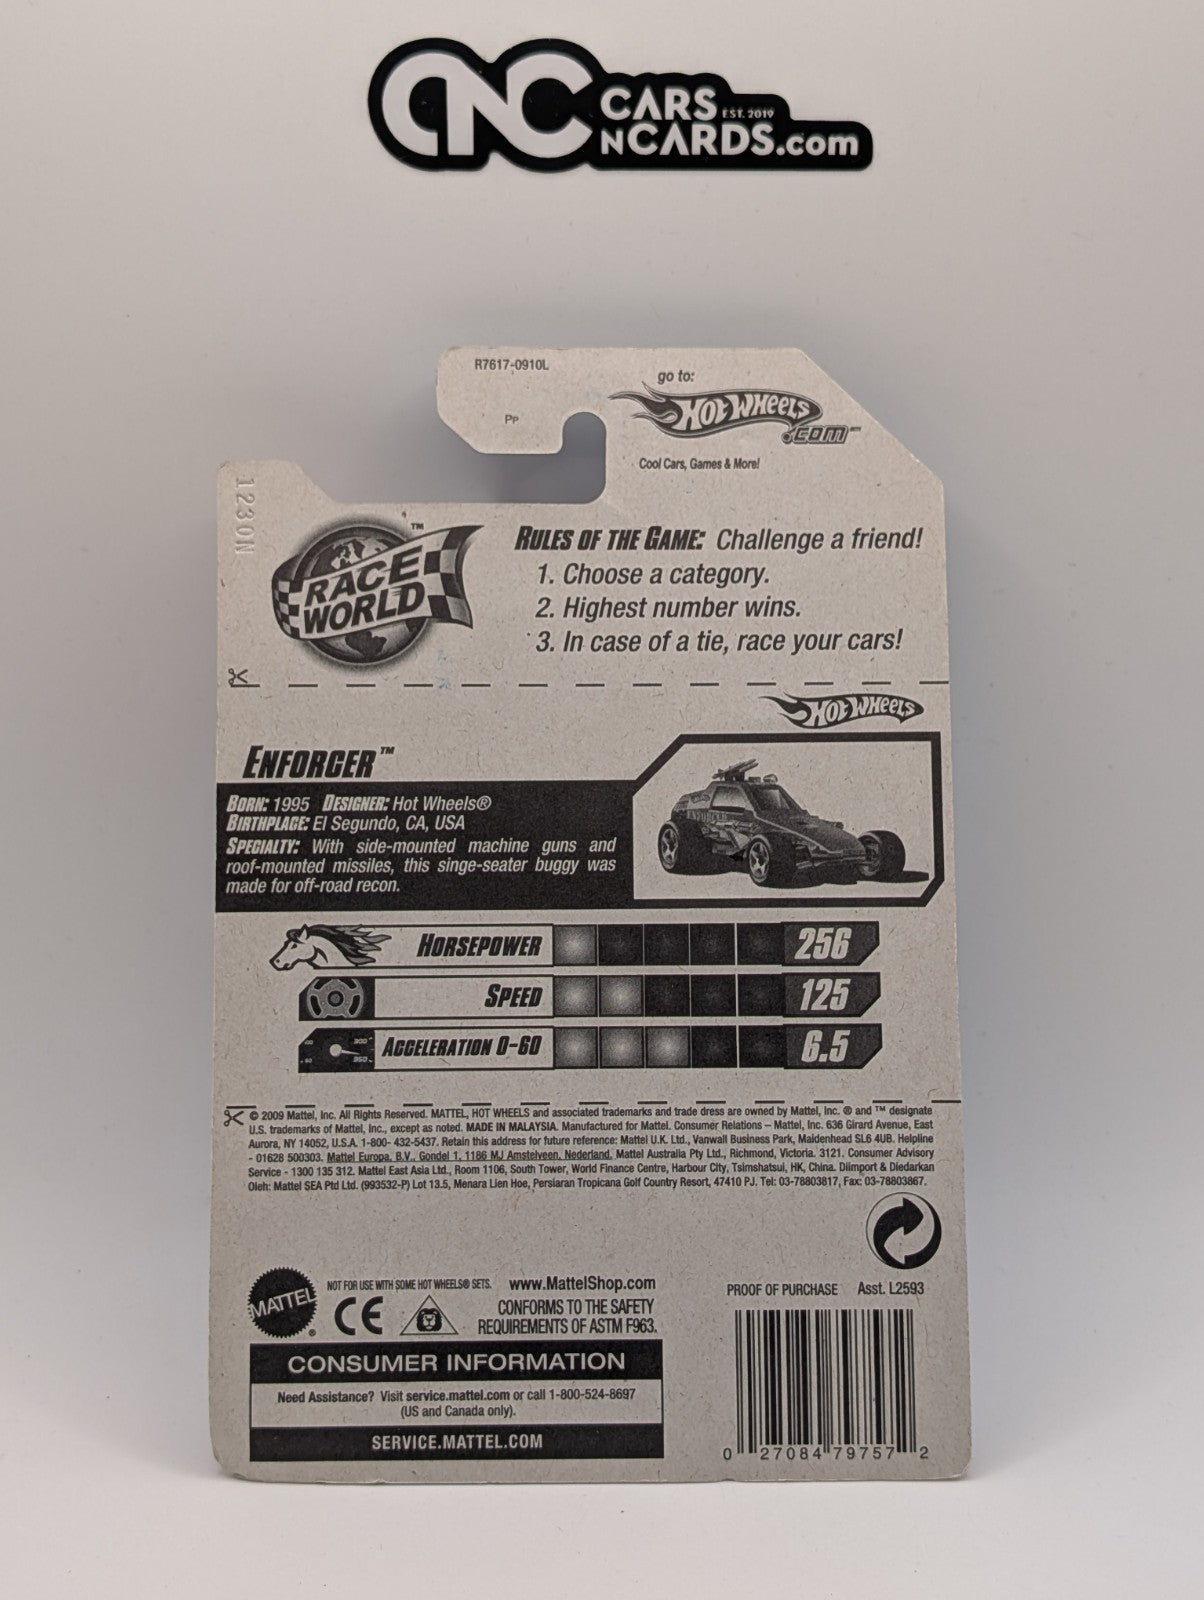 CNC CARS EST. 2019
NCARDS.com
R7617-0910L
go to:
Pp
HOT WHEELS
.COM™
Cool Cars, Games & More!
1230N
RACE ™
WORLD
RULES OF THE GAME: Challenge a friend!
1. Choose a category.
2. Highest number wins.
3. In case of a tie, race your cars!
HOT WHEELS
ENFORCER™
BORN: 1995 DESIGNER: Hot Wheels®
BIRTHPLACE: El Segundo, CA, USA
SPECIALTY: With side-mounted machine guns and
roof-mounted missiles, this singe-seater buggy was
made for off-road recon.
ENFORCER
HORSEPOWER 256
SPEED 125
ACCELERATION 0-60 6.5
© 2009 Mattel, Inc. All Rights Reserved. MATTEL, HOT WHEELS and associated trademarks and trade dress are owned by Mattel, Inc. ® and ™ designate
U.S. trademarks of Mattel, Inc., except as noted. MADE IN MALAYSIA. Manufactured for Mattel. Consumer Relations – Mattel, Inc. 636 Girard Avenue, East
Aurora, NY 14052, U.S.A. 1-800- 432-5437. Retain this address for future reference: Mattel U.K. Ltd., Vanwall Business Park, Maidenhead SL6 4UB. Helpline
- 01628 500303. Mattel Europa, B.V., Gondel 1, 1186 MJ Amstelveen, Nederland. Mattel Australia Pty Ltd., Richmond, Victoria. 3121. Consumer Advisory
Service - 1300 135 312. Mattel East Asia Ltd., Room 1106, South Tower, World Finance Centre, Harbour City, Tsimshatsui, HK, China. Diimport & Diedarkan
Oleh: Mattel SEA Ptd Ltd. (993532-P) Lot 13.5, Menara Lien Hoe, Persiaran Tropicana Golf Country Resort, 47410 PJ. Tel: 03-78803817, Fax: 03-78803867.
MATTEL®
NOT FOR USE WITH SOME HOT WHEELS® SETS. www.MattelShop.com
CE
CONFORMS TO THE SAFETY
REQUIREMENTS OF ASTM F963.
PROOF OF PURCHASE Asst. L2593
CONSUMER INFORMATION
Need Assistance? Visit service.mattel.com or call 1-800-524-8697
(US and Canada only).
SERVICE.MATTEL.COM
0 27084 79757 2